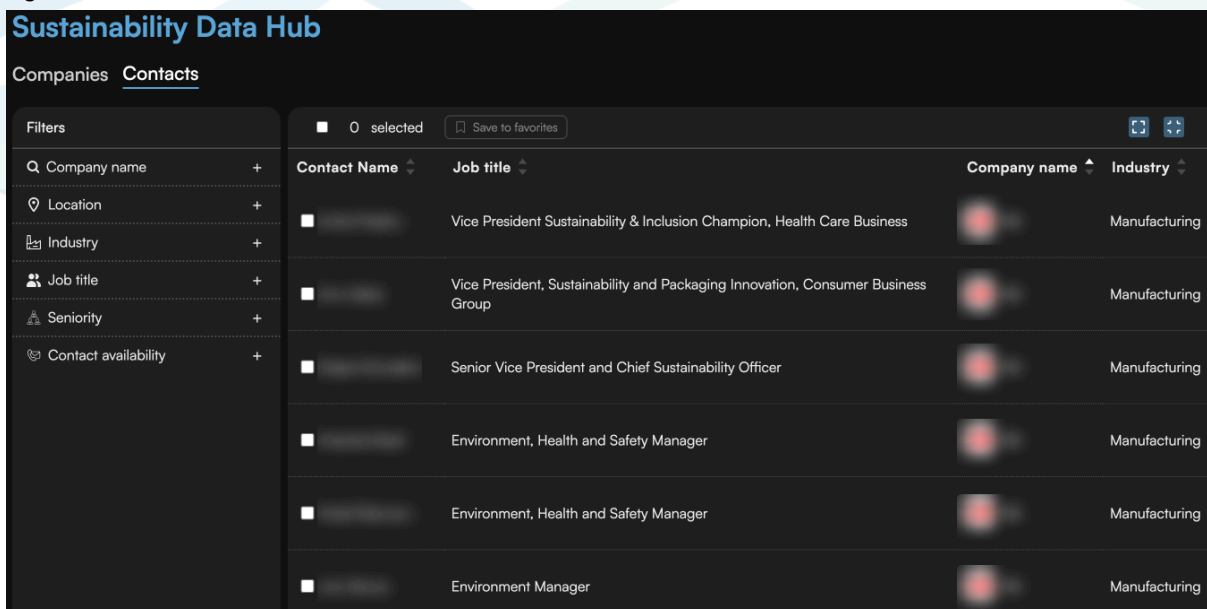 Sustainability Data Hub
Companies Contacts
Filters
0 selected Save to favorites
Company name +
Location +
Industry +
Job title +
Seniority +
Contact availability +
Contact Name Job title Company name Industry
Vice President Sustainability & Inclusion Champion, Health Care Business Manufacturing
Vice President, Sustainability and Packaging Innovation, Consumer Business
Group Manufacturing
Senior Vice President and Chief Sustainability Officer Manufacturing
Environment, Health and Safety Manager Manufacturing
Environment, Health and Safety Manager Manufacturing
Environment Manager Manufacturing